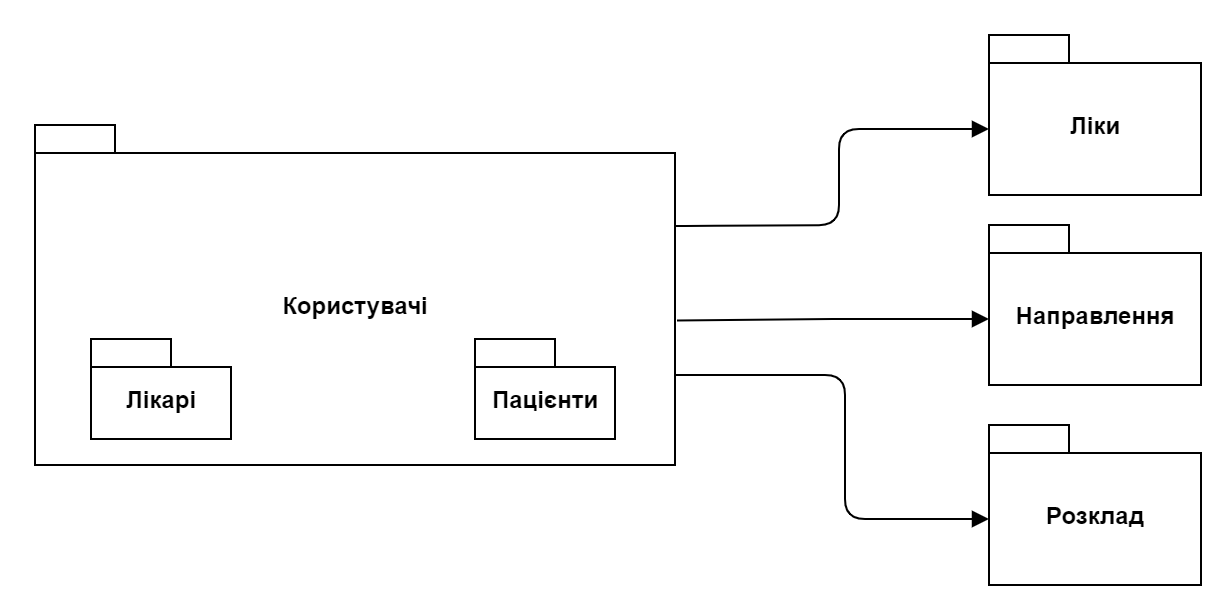 Користувачі
Лікарі
Пацієнти
Ліки
Направлення
Розклад